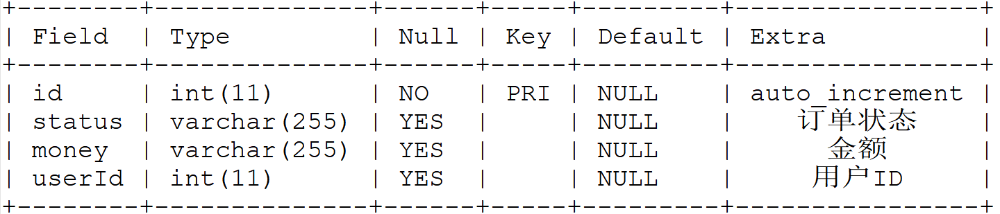 +--------+--------------+------+-----+---------+----------------+
| Field | Type | Null | Key | Default | Extra |
+--------+--------------+------+-----+---------+----------------+
| id | int(11) | NO | PRI | NULL | auto_increment |
| status | varchar(255) | YES | | NULL | 订单状态 |
| money | varchar(255) | YES | | NULL | 金额 |
| userId | int(11) | YES | | NULL | 用户ID |
+--------+--------------+------+-----+---------+----------------+